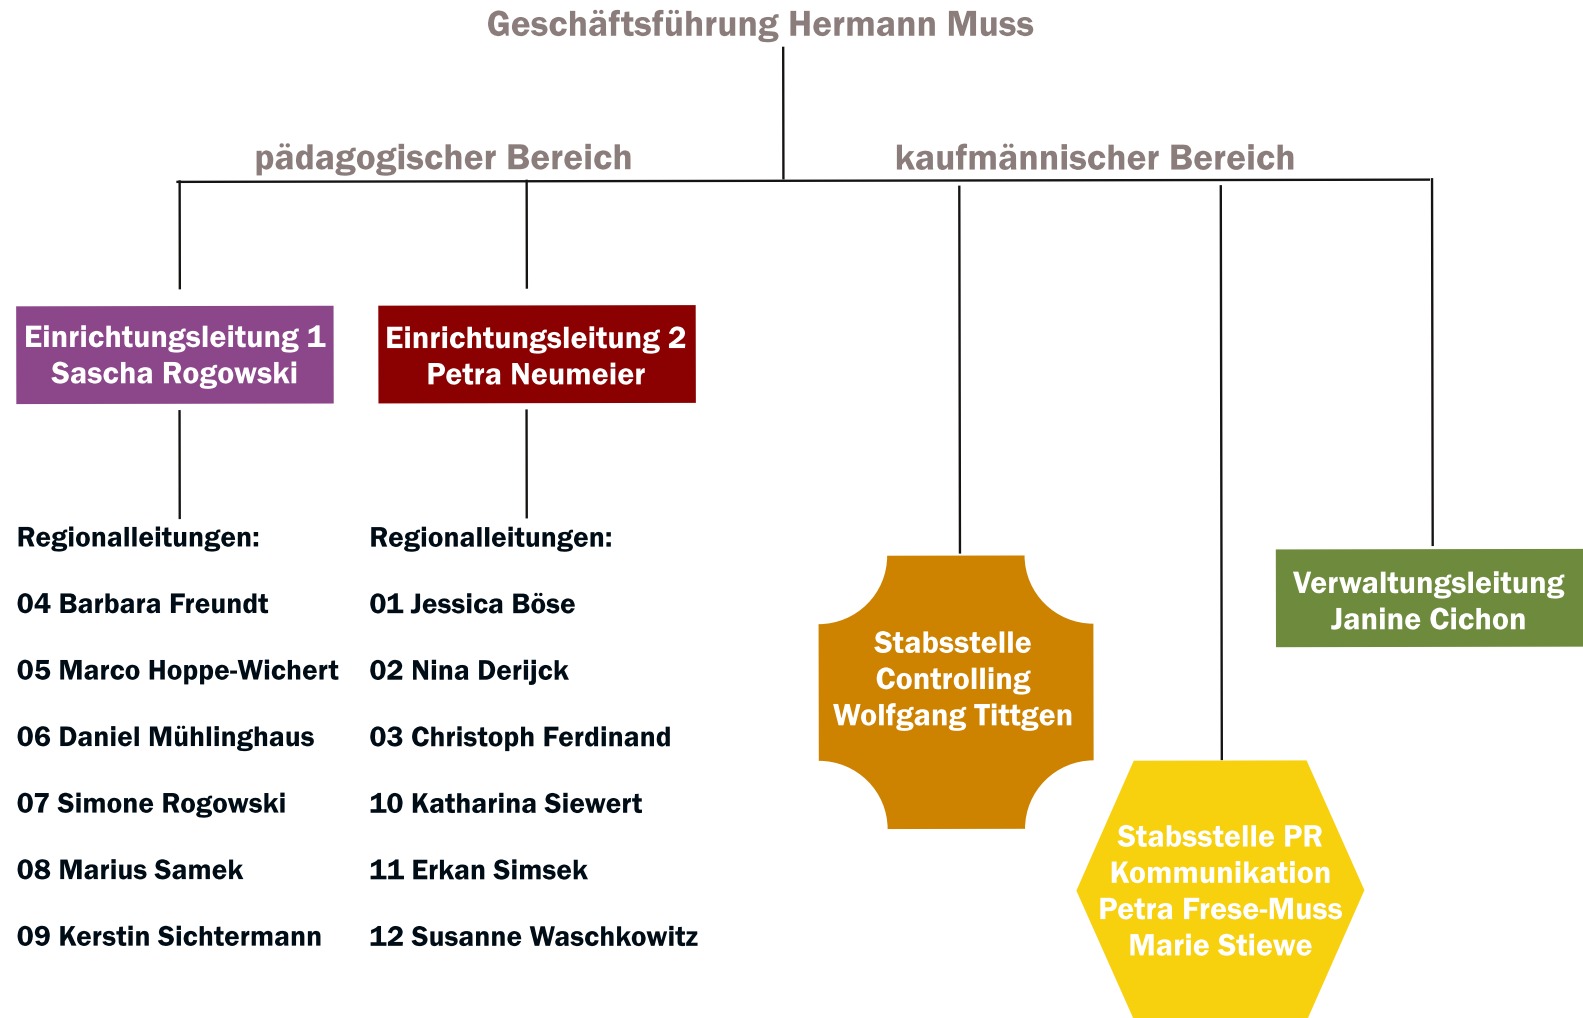 Geschäftsführung Hermann Muss
pädagogischer Bereich
kaufmännischer Bereich
Einrichtungsleitung 1
Sascha Rogowski
Einrichtungsleitung 2
Petra Neumeier
Regionalleitungen:
04 Barbara Freundt
05 Marco Hoppe-Wichert
06 Daniel Mühlinghaus
07 Simone Rogowski
08 Marius Samek
09 Kerstin Sichtermann
Regionalleitungen:
01 Jessica Böse
02 Nina Derijck
03 Christoph Ferdinand
10 Katharina Siewert
11 Erkan Simsek
12 Susanne Waschkowitz
Stabsstelle
Controlling
Wolfgang Tittgen
Stabsstelle PR
Kommunikation
Petra Frese-Muss
Marie Stiewe
Verwaltungsleitung
Janine Cichon